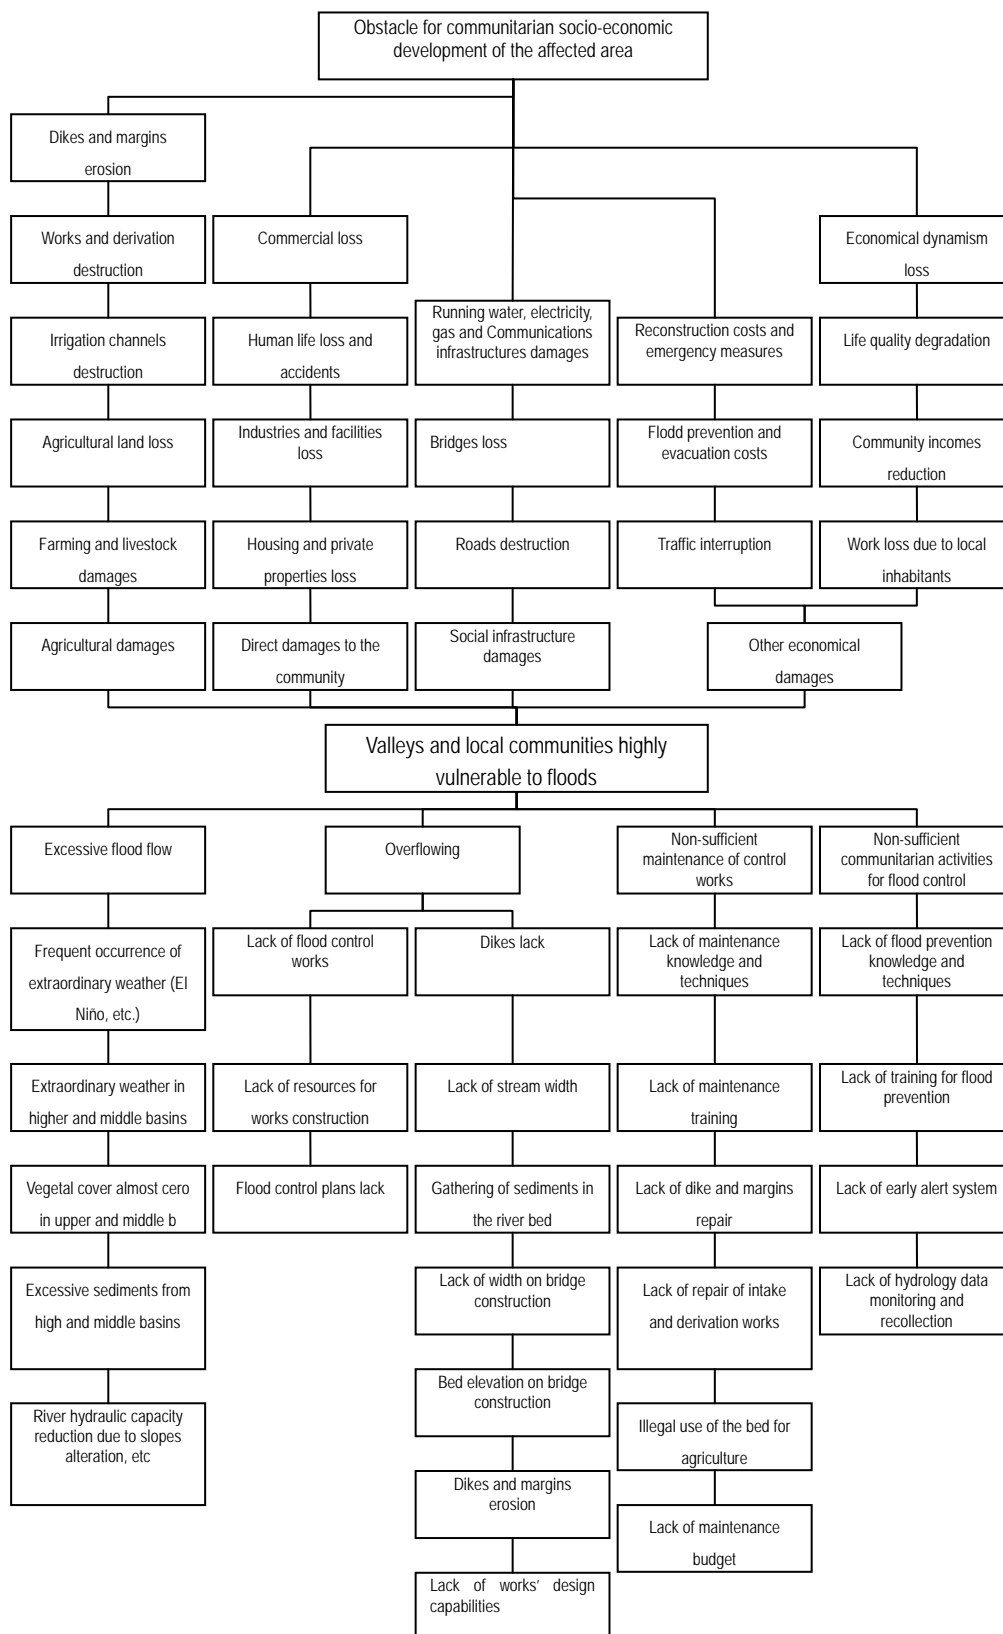 Obstacle for communitarian socio-economic
development of the affected area
Dikes and margins
erosion
Works and derivation
destruction
Commercial loss
Economical dynamism
loss
Running water, electricity,
gas and Communications
infrastructures damages
Irrigation channels
destruction
Human life loss and
accidents
Reconstruction costs and
emergency measures
Life quality degradation
Agricultural land loss
Industries and facilities
loss
Bridges loss
Flodd prevention and
evacuation costs
Community incomes
reduction
Farming and livestock
damages
Housing and private
properties loss
Roads destruction
Traffic interruption
Work loss due to local
inhabitants
Agricultural damages
Direct damages to the
community
Social infrastructure
damages
Other economical
damages
Valleys and local communities highly
vulnerable to floods
Excessive flood flow
Overflowing
Non-sufficient
maintenance of control
works
Non-sufficient
communitarian activities
for flood control
Frequent occurrence of
extraordinary weather (El
Niño, etc.)
Lack of flood control
works
Dikes lack
Lack of maintenance
knowledge and
techniques
Lack of flood prevention
knowledge and
techniques
Extraordinary weather in
higher and middle basins
Lack of resources for
works construction
Lack of stream width
Lack of maintenance
training
Lack of training for flood
prevention
Vegetal cover almost cero
in upper and middle b
Flood control plans lack
Gathering of sediments in
the river bed
Lack of dike and margins
repair
Lack of early alert system
Excessive sediments from
high and middle basins
Lack of width on bridge
construction
Lack of repair of intake
and derivation works
Lack of hydrology data
monitoring and
recollection
River hydraulic capacity
reduction due to slopes
alteration, etc
Bed elevation on bridge
construction
Illegal use of the bed for
agriculture
Dikes and margins
erosion
Lack of maintenance
budget
Lack of works' design
capabilities